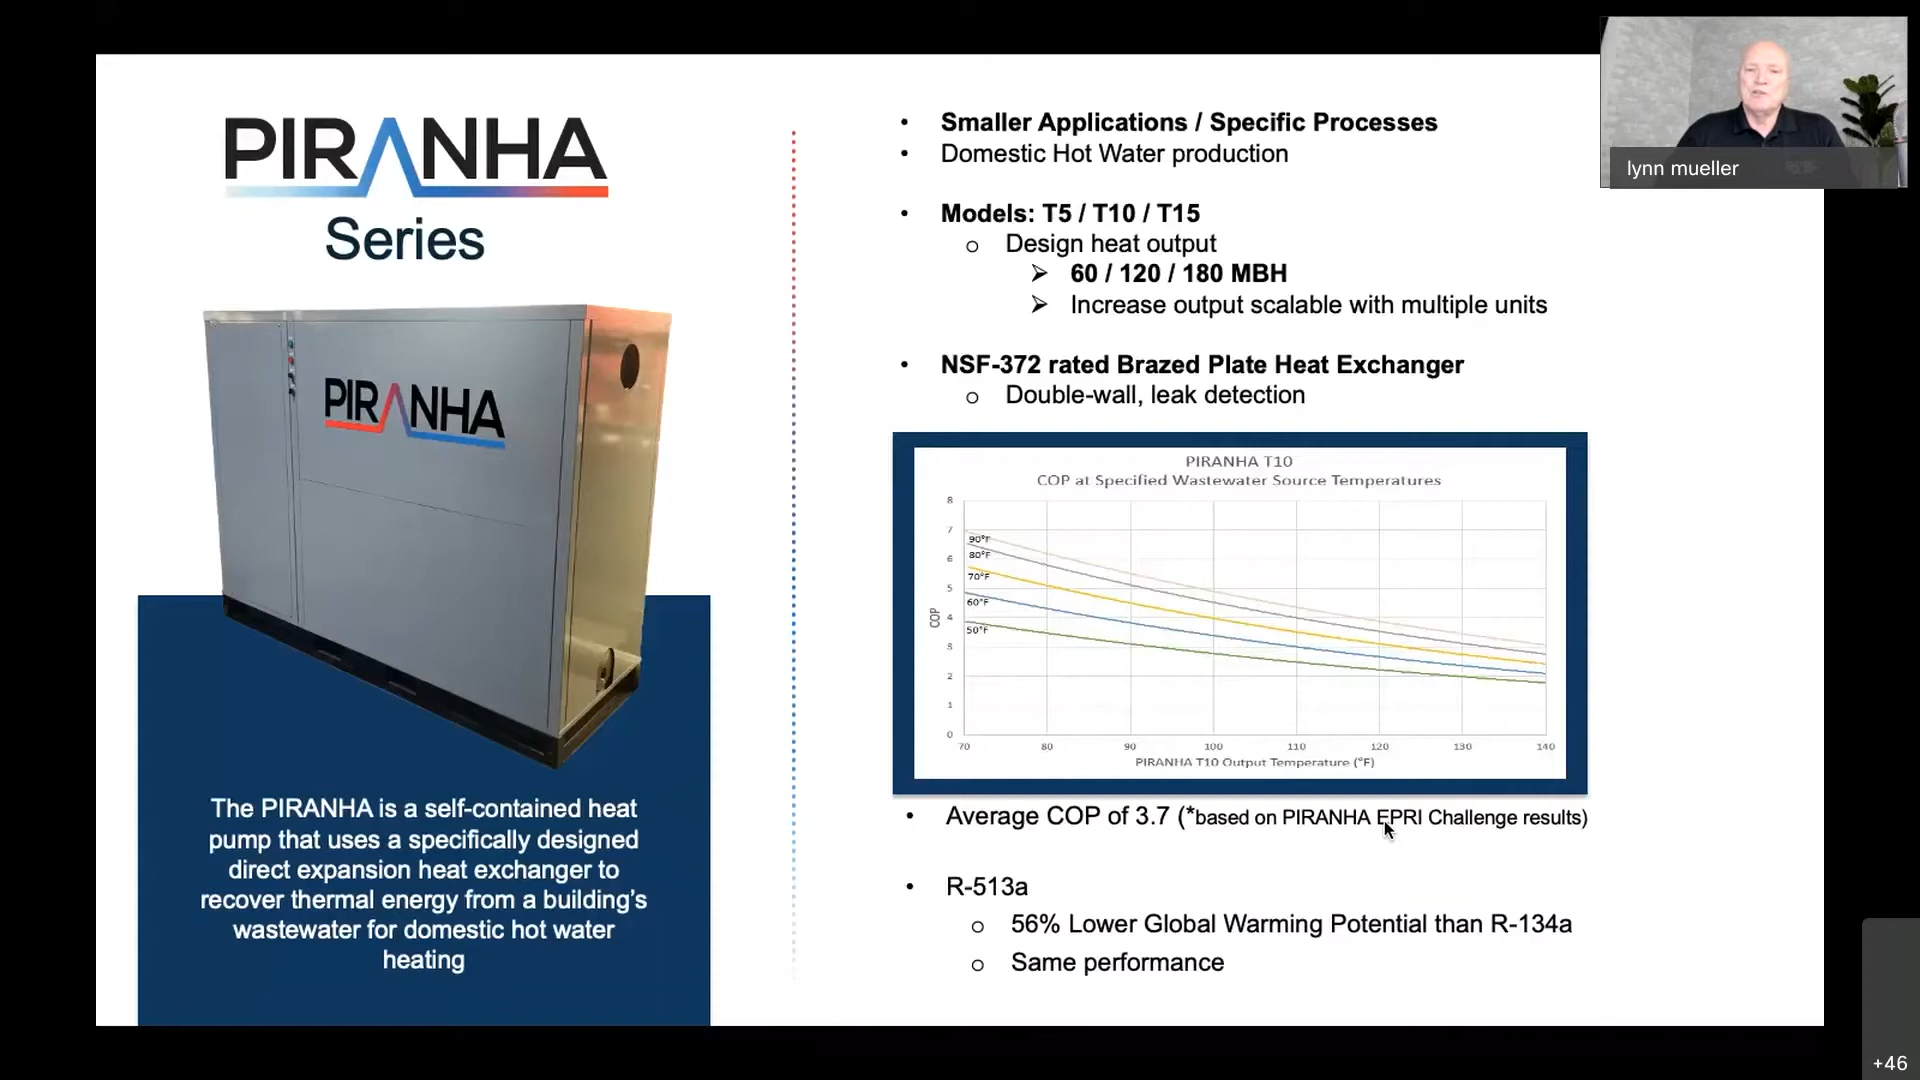 PIRANHA
Series
PIRANHA
The PIRANHA is a self-contained heat
pump that uses a specifically designed
direct expansion heat exchanger to
recover thermal energy from a building's
wastewater for domestic hot water
heating
• Smaller Applications / Specific Processes
• Domestic Hot Water production
• Models: T5 / T10 / T15
o Design heat output
➢ 60 / 120 / 180 MBH
➢ Increase output scalable with multiple units
• NSF-372 rated Brazed Plate Heat Exchanger
o Double-wall, leak detection
PIRANHA T10
COP at Specified Wastewater Source Temperatures
8
7
6
5
4
3
2
1
0
COP
90°F
80°F
70°F
60°F
50°F
70 80 90 100 110 120 130 140
PIRANHA T10 Output Temperature (°F)
• Average COP of 3.7 (*based on PIRANHA EPRI Challenge results)
• R-513a
o 56% Lower Global Warming Potential than R-134a
o Same performance
lynn mueller
+46